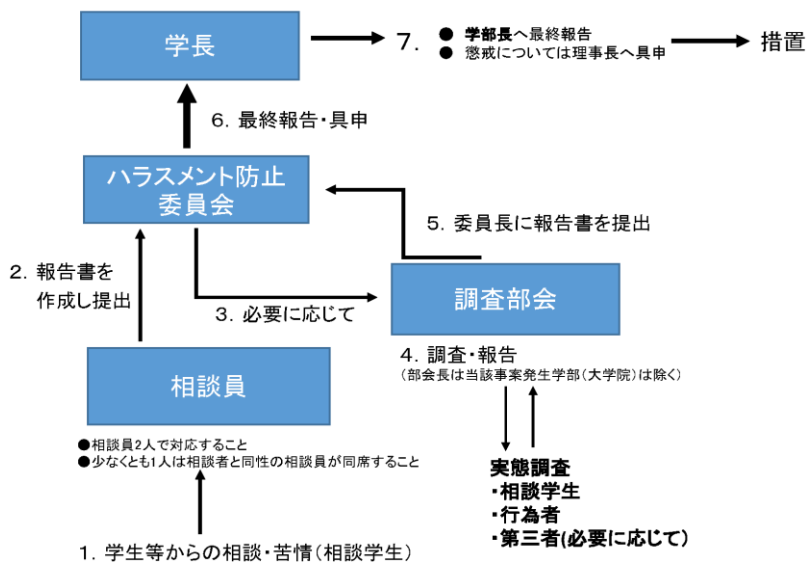 学長
7.
● 学部長へ最終報告
● 懲戒については理事長へ具申
措置
6．最終報告・具申
ハラスメント防止
委員会
5．委員長に報告書を提出
2．報告書を
作成し提出
3．必要に応じて
調査部会
4．調査・報告
（部会長は当該事案発生学部（大学院）は除く）
相談員
●相談員2人で対応すること
●少なくとも1人は相談者と同性の相談員が同席すること
実態調査
・相談学生
・行為者
・第三者(必要に応じて）
1．学生等からの相談・苦情（相談学生）